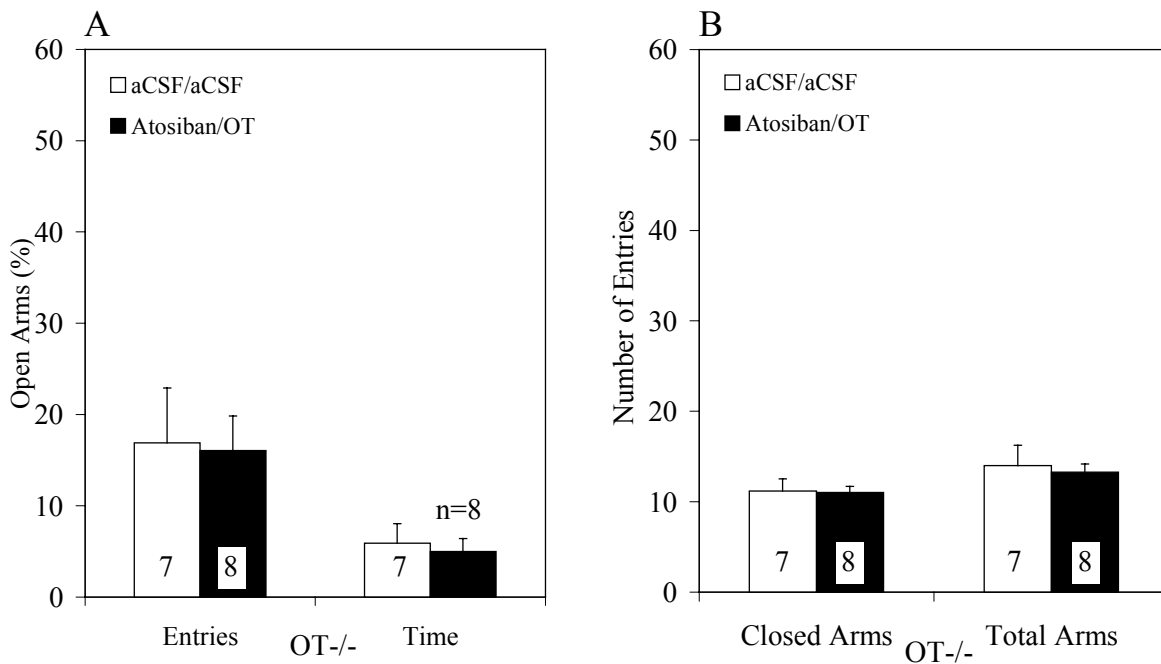 A
Open Arms (%)
60
50
40
30
20
10
0
aCSF/aCSF
Atosiban/OT
7
8
7
n=8
Entries
OT-/-
Time
B
Number of Entries
60
50
40
30
20
10
0
aCSF/aCSF
Atosiban/OT
7
8
7
8
Closed Arms
OT-/-
Total Arms